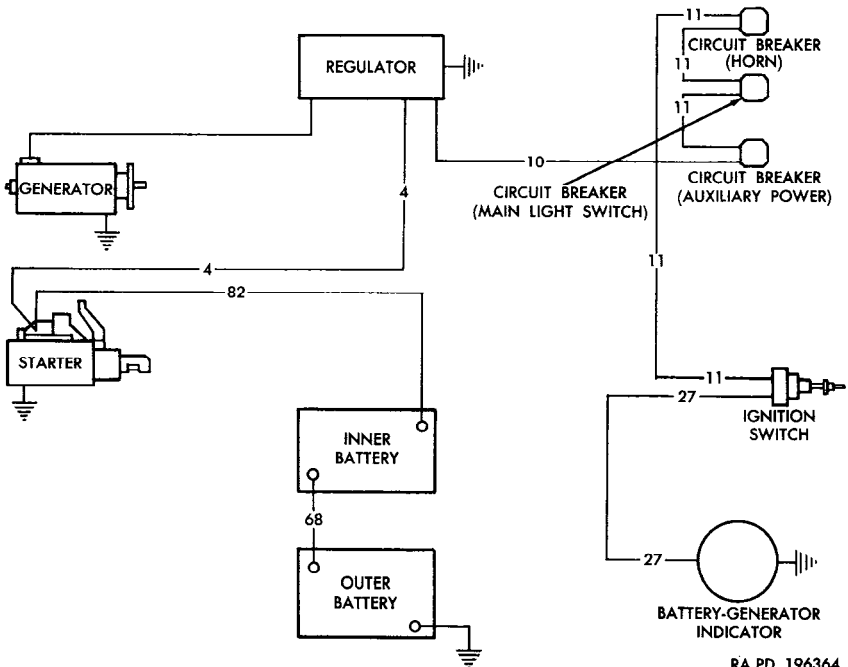 11
CIRCUIT BREAKER
(HORN)
REGULATOR
11
11
10
CIRCUIT BREAKER
(AUXILIARY POWER)
GENERATOR
4
CIRCUIT BREAKER
(MAIN LIGHT SWITCH)
4
11
82
STARTER
11
27
IGNITION
SWITCH
INNER
BATTERY
68
27
OUTER
BATTERY
BATTERY-GENERATOR
INDICATOR
RA PD 196364